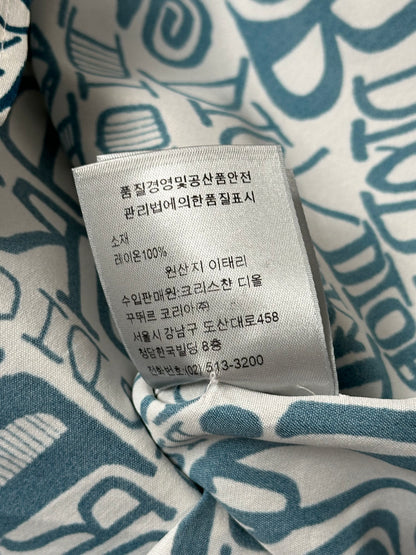 품질경영및공산품안전
관리법에의한품질표시
소재
레이온100%
원산지 이태리
수입판매원:크리스챤 디올
꾸뛰르 코리아㈜
서울시 강남구 도산대로458
청담한국빌딩 8층
전화번호:(02) 513-3200
DIOR